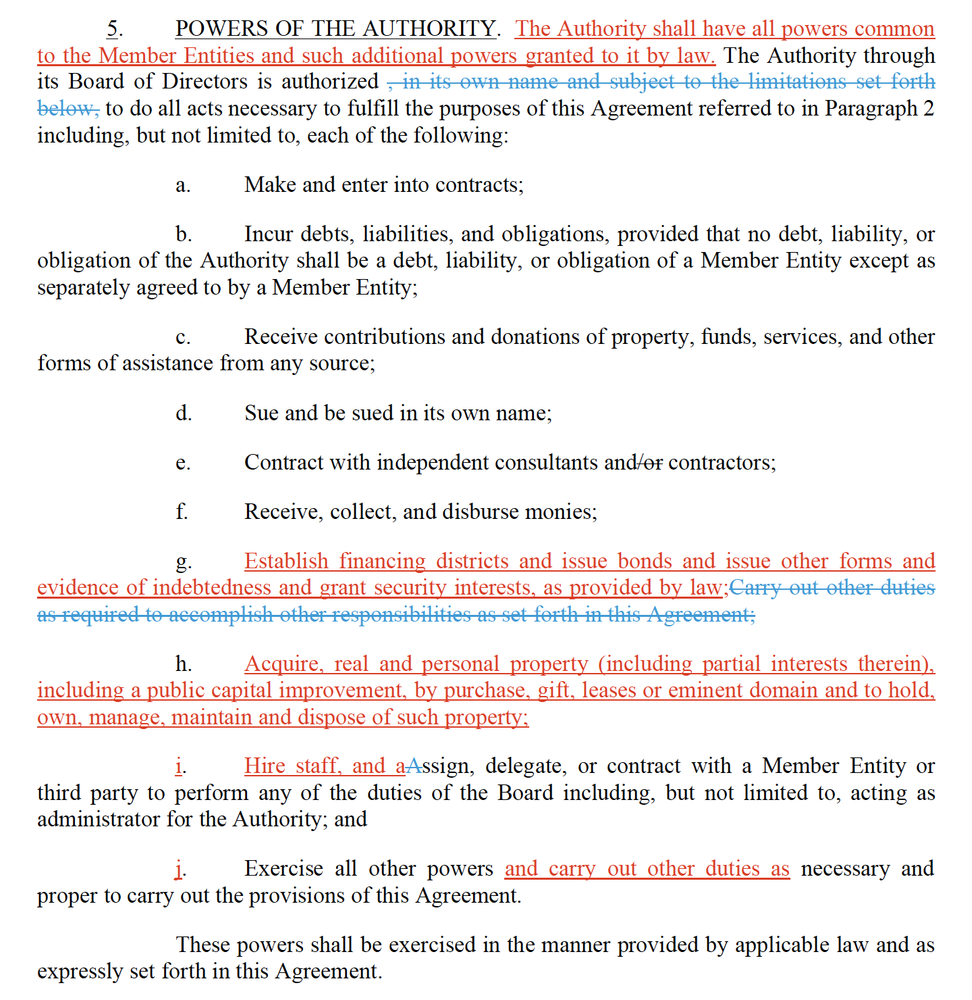 5. POWERS OF THE AUTHORITY. The Authority shall have all powers common
to the Member Entities and such additional powers granted to it by law. The Authority through
its Board of Directors is authorized , in its own name and subject to the limitations set forth
below, to do all acts necessary to fulfill the purposes of this Agreement referred to in Paragraph 2
including, but not limited to, each of the following:
a. Make and enter into contracts;
b. Incur debts, liabilities, and obligations, provided that no debt, liability, or
obligation of the Authority shall be a debt, liability, or obligation of a Member Entity except as
separately agreed to by a Member Entity;
c. Receive contributions and donations of property, funds, services, and other
forms of assistance from any source;
d. Sue and be sued in its own name;
e. Contract with independent consultants and/or contractors;
f. Receive, collect, and disburse monies;
g. Establish financing districts and issue bonds and issue other forms and
evidence of indebtedness and grant security interests, as provided by law;Carry out other duties
as required to accomplish other responsibilities as set forth in this Agreement;
h. Acquire, real and personal property (including partial interests therein),
including a public capital improvement, by purchase, gift, leases or eminent domain and to hold,
own, manage, maintain and dispose of such property;
i. Hire staff, and aAssign, delegate, or contract with a Member Entity or
third party to perform any of the duties of the Board including, but not limited to, acting as
administrator for the Authority; and
j. Exercise all other powers and carry out other duties as necessary and
proper to carry out the provisions of this Agreement.
These powers shall be exercised in the manner provided by applicable law and as
expressly set forth in this Agreement.